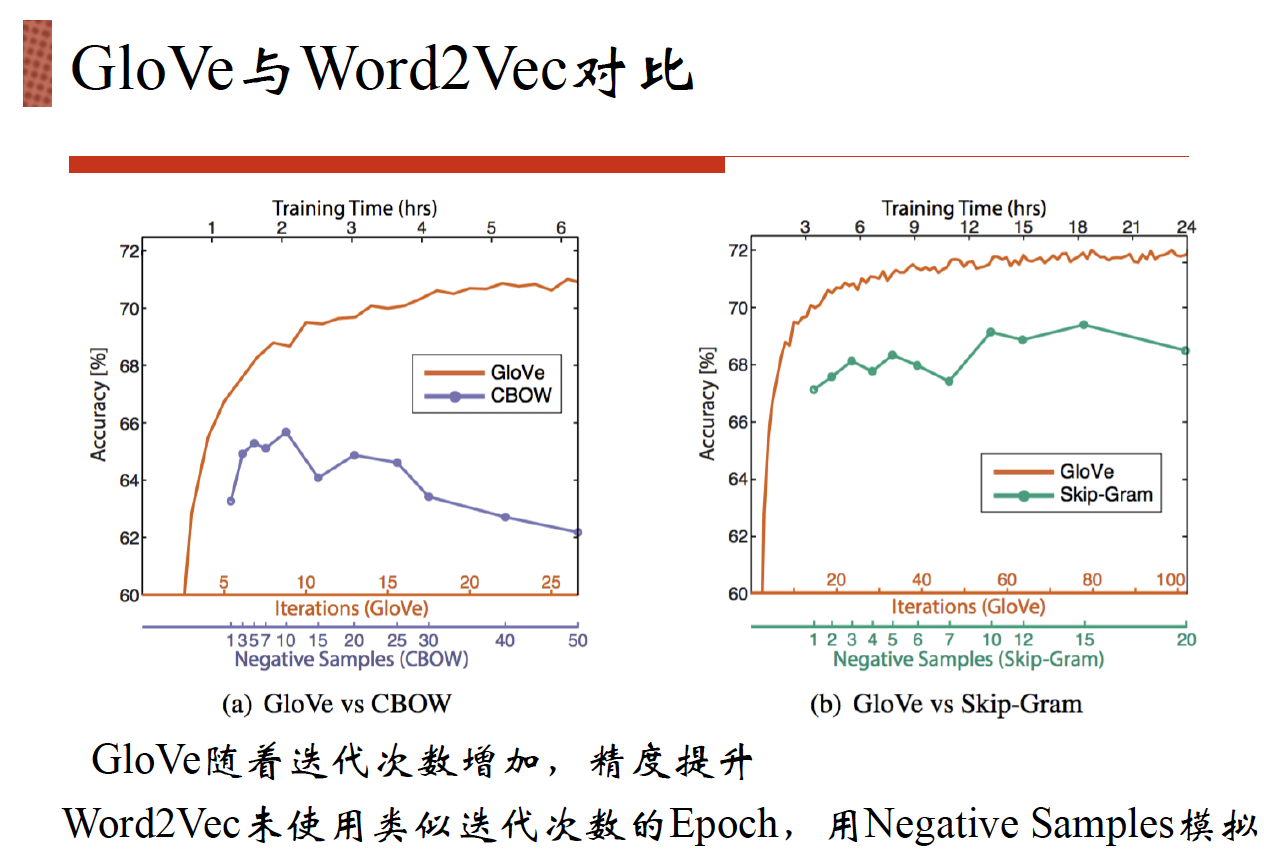 GloVe与Word2Vec对比
Training Time (hrs)
1 2 3 4 5 6
72
70
68
66
64
62
60
Accuracy [%]
GloVe
CBOW
5 10 15 20 25
Iterations (GloVe)
1 3 5 7 10 15 20 25 30 40 50
Negative Samples (CBOW)
(a) GloVe vs CBOW
Training Time (hrs)
3 6 9 12 15 18 21 24
72
70
68
66
64
62
60
Accuracy [%]
GloVe
Skip-Gram
20 40 60 80 100
Iterations (GloVe)
1 2 3 4 5 6 7 10 12 15 20
Negative Samples (Skip-Gram)
(b) GloVe vs Skip-Gram
GloVe随着迭代次数增加，精度提升
Word2Vec未使用类似迭代次数的Epoch，用Negative Samples模拟